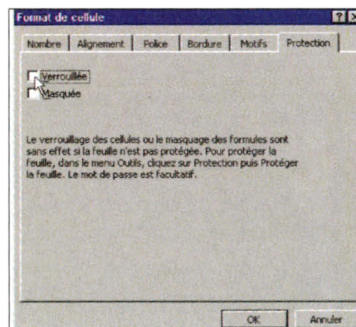 Format de cellule
Nombre Alignement Police Bordure Motifs Protection
Verrouillée
Masquée
Le verrouillage des cellules ou le masquage des formules sont
sans effet si la feuille n'est pas protégée. Pour protéger la
feuille, dans le menu Outils, cliquez sur Protection puis Protéger
la feuille. Le mot de passe est facultatif.
OK Annuler